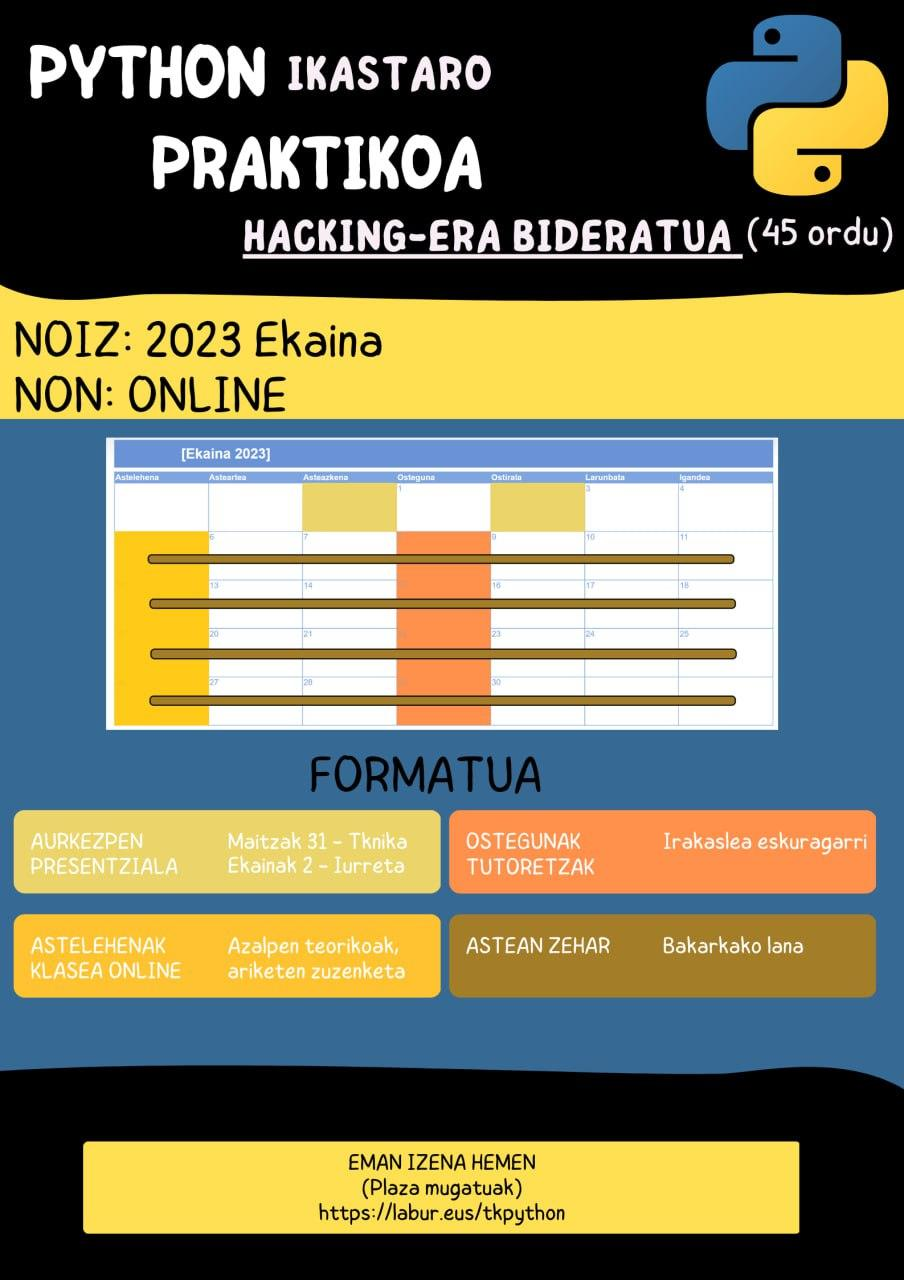 PYTHON IKASTARO
PRAKTIKOA
HACKING-ERA BIDERATUA (45 ordu)
NOIZ: 2023 Ekaina
NON: ONLINE
[Ekaina 2023]
Astelehena Asteartea Asteazkena Osteguna Ostirala Larunbata Igandea
1 3 4
6 7 9 10 11
13 14 16 17 18
20 21 23 24 25
27 28 30
FORMATUA
AURKEZPEN
PRESENTZIALA
Maitzak 31 - Tknika
Ekainak 2 - Iurreta
OSTEGUNAK
TUTORETZAK
Irakaslea eskuragarri
ASTELEHENAK
KLASEA ONLINE
Azalpen teorikoak,
ariketen zuzenketa
ASTEAN ZEHAR
Bakarkako lana
EMAN IZENA HEMEN
(Plaza mugatuak)
https://labur.eus/tkpython